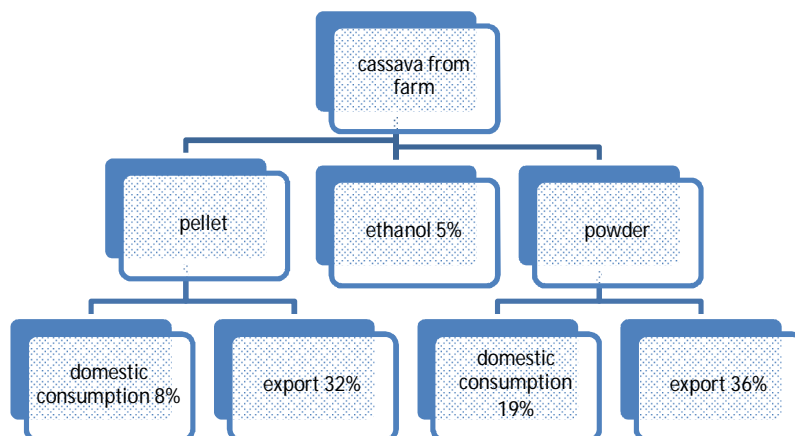 cassava from
farm
pellet
ethanol 5%
powder
domestic
consumption 8%
export 32%
domestic
consumption
19%
export 36%